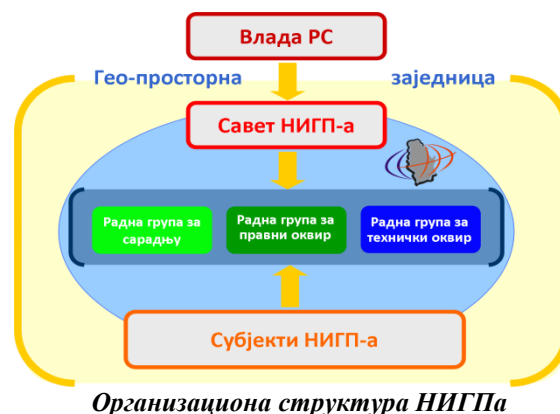 Влада РС
Гео-просторна заједница
Савет НИГП-а
Радна група за
сарадњу
Радна група за
правни оквир
Радна група за
технички оквир
Субјекти НИГП-а
Организациона структура НИГПа